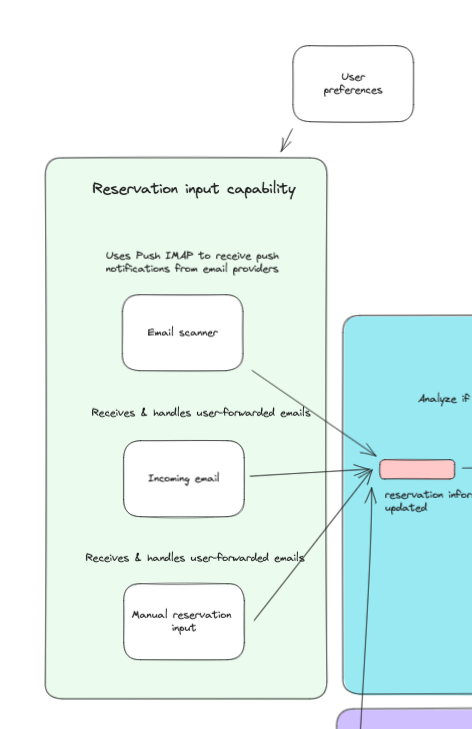 User
preferences
Reservation input capability
Uses Push IMAP to receive push
notifications from email providers
Email scanner
Analyze if
Receives & handles user-forwarded emails
Incoming email
reservation infor
updated
Receives & handles user-forwarded emails
Manual reservation
input